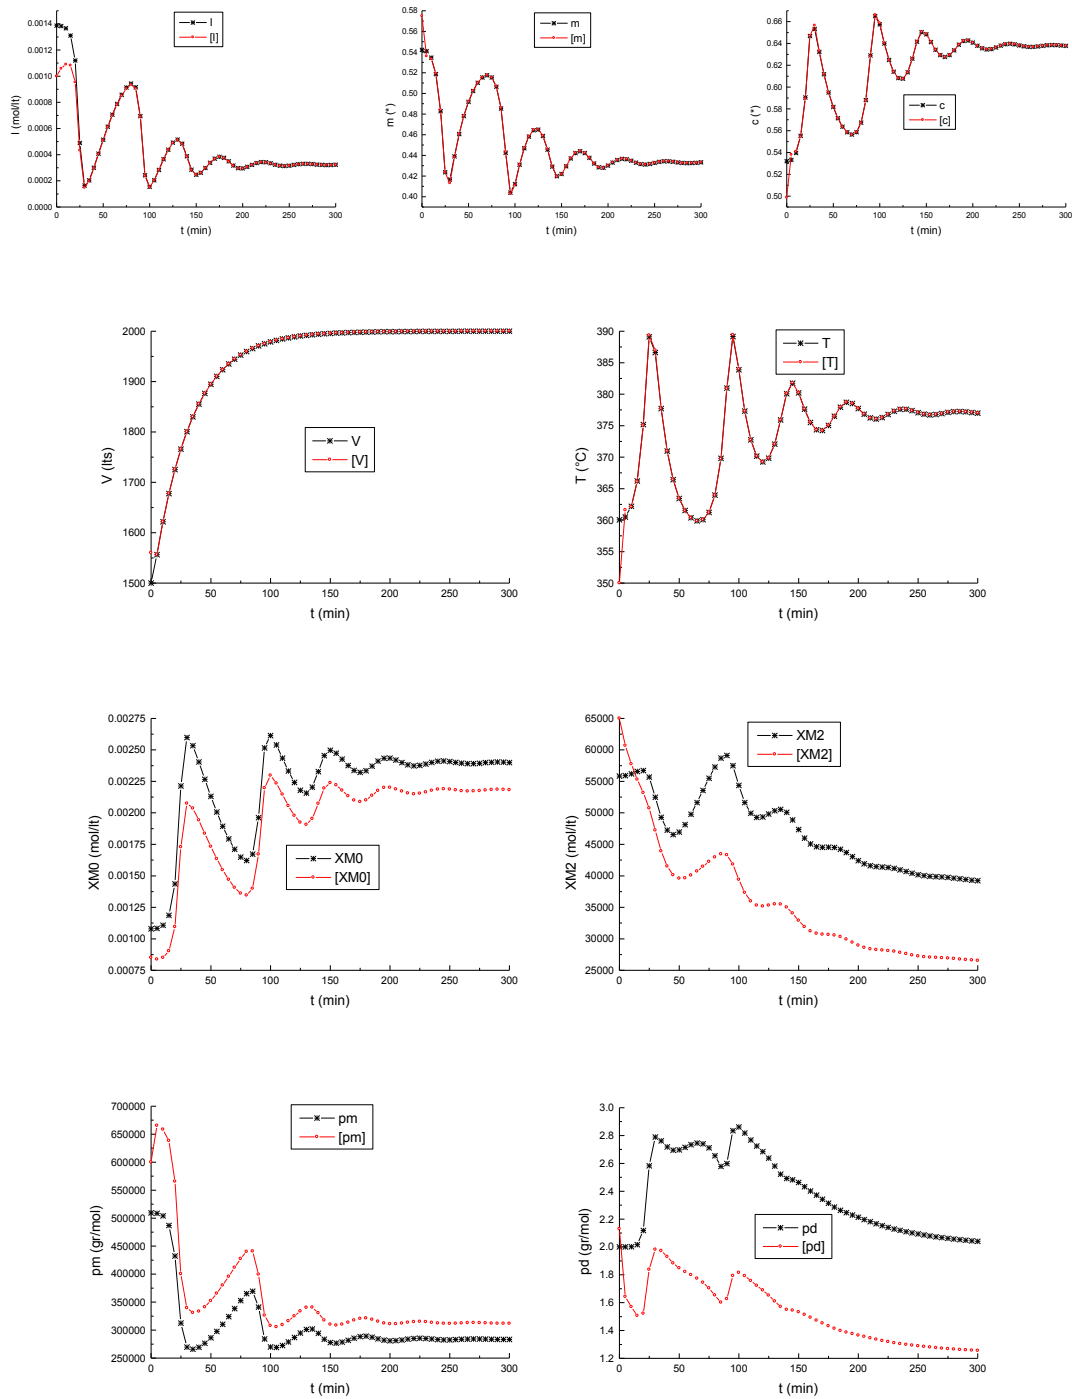 I (mol/lt)
0.0014
0.0012
0.0010
0.0008
0.0006
0.0004
0.0002
0.0000
0 50 100 150 200 250 300
t (min)
I
[I]
m (*)
0.58
0.56
0.54
0.52
0.50
0.48
0.46
0.44
0.42
0.40
0.38
0 50 100 150 200 250 300
t (min)
m
[m]
c (*)
0.66
0.64
0.62
0.60
0.58
0.56
0.54
0.52
0.50
0 50 100 150 200 250 300
t (min)
c
[c]
V (lts)
2000
1900
1800
1700
1600
1500
0 50 100 150 200 250 300
t (min)
V
[V]
T (°C)
390
385
380
375
370
365
360
355
350
0 50 100 150 200 250 300
t (min)
T
[T]
XM0 (mol/lt)
0.00275
0.00250
0.00225
0.00200
0.00175
0.00150
0.00125
0.00100
0.00075
0 50 100 150 200 250 300
t (min)
XM0
[XM0]
XM2 (mol/lt)
65000
60000
55000
50000
45000
40000
35000
30000
25000
0 50 100 150 200 250 300
t (min)
XM2
[XM2]
pm (gr/mol)
700000
650000
600000
550000
500000
450000
400000
350000
300000
250000
0 50 100 150 200 250 300
t (min)
pm
[pm]
pd (gr/mol)
3.0
2.8
2.6
2.4
2.2
2.0
1.8
1.6
1.4
1.2
0 50 100 150 200 250 300
t (min)
pd
[pd]